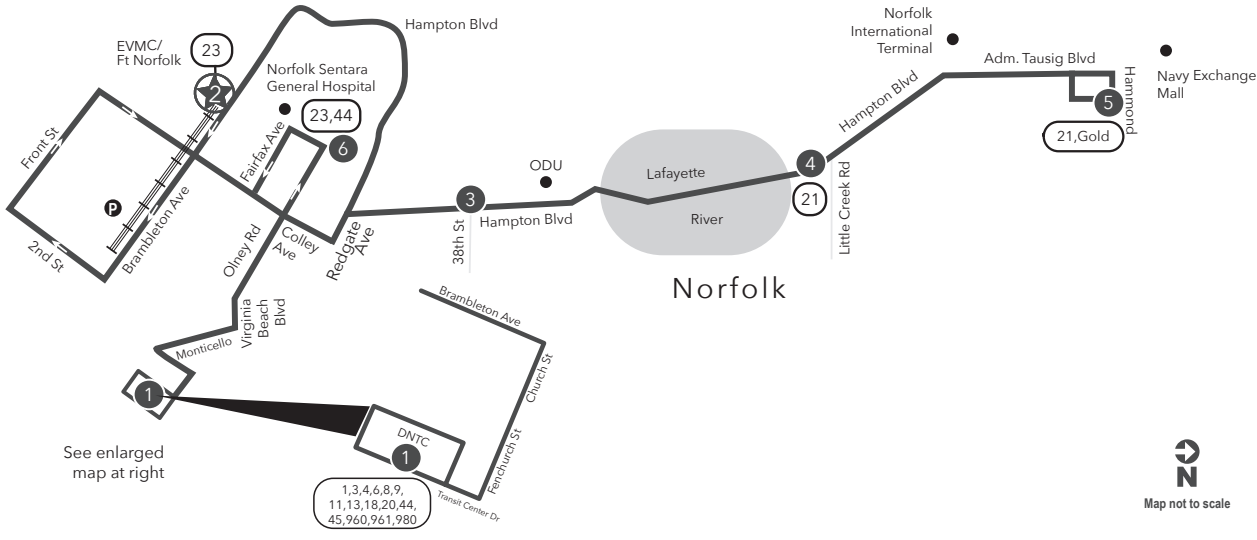 Hampton Blvd
EVMC/
Ft Norfolk
23
2
Norfolk Sentara
General Hospital
23,44
6
Fairfax Ave
Front St
P
2nd St
Brambleton Ave
Olney Rd
Colley
Ave
Redgate
Ave
Virginia
Beach
Blvd
Monticello
1
See enlarged
map at right
3
38th St
ODU
Hampton Blvd
Lafayette
River
4
21
Little Creek Rd
Norfolk
Norfolk
International
Terminal
Hampton Blvd
Adm. Tausig Blvd
Hammond
5
21,Gold
Navy Exchange
Mall
Brambleton Ave
Church St
Fenchurch St
DNTC
1
Transit Center Dr
1,3,4,6,8,9,
11,13,18,20,44,
45,960,961,980
N
Map not to scale